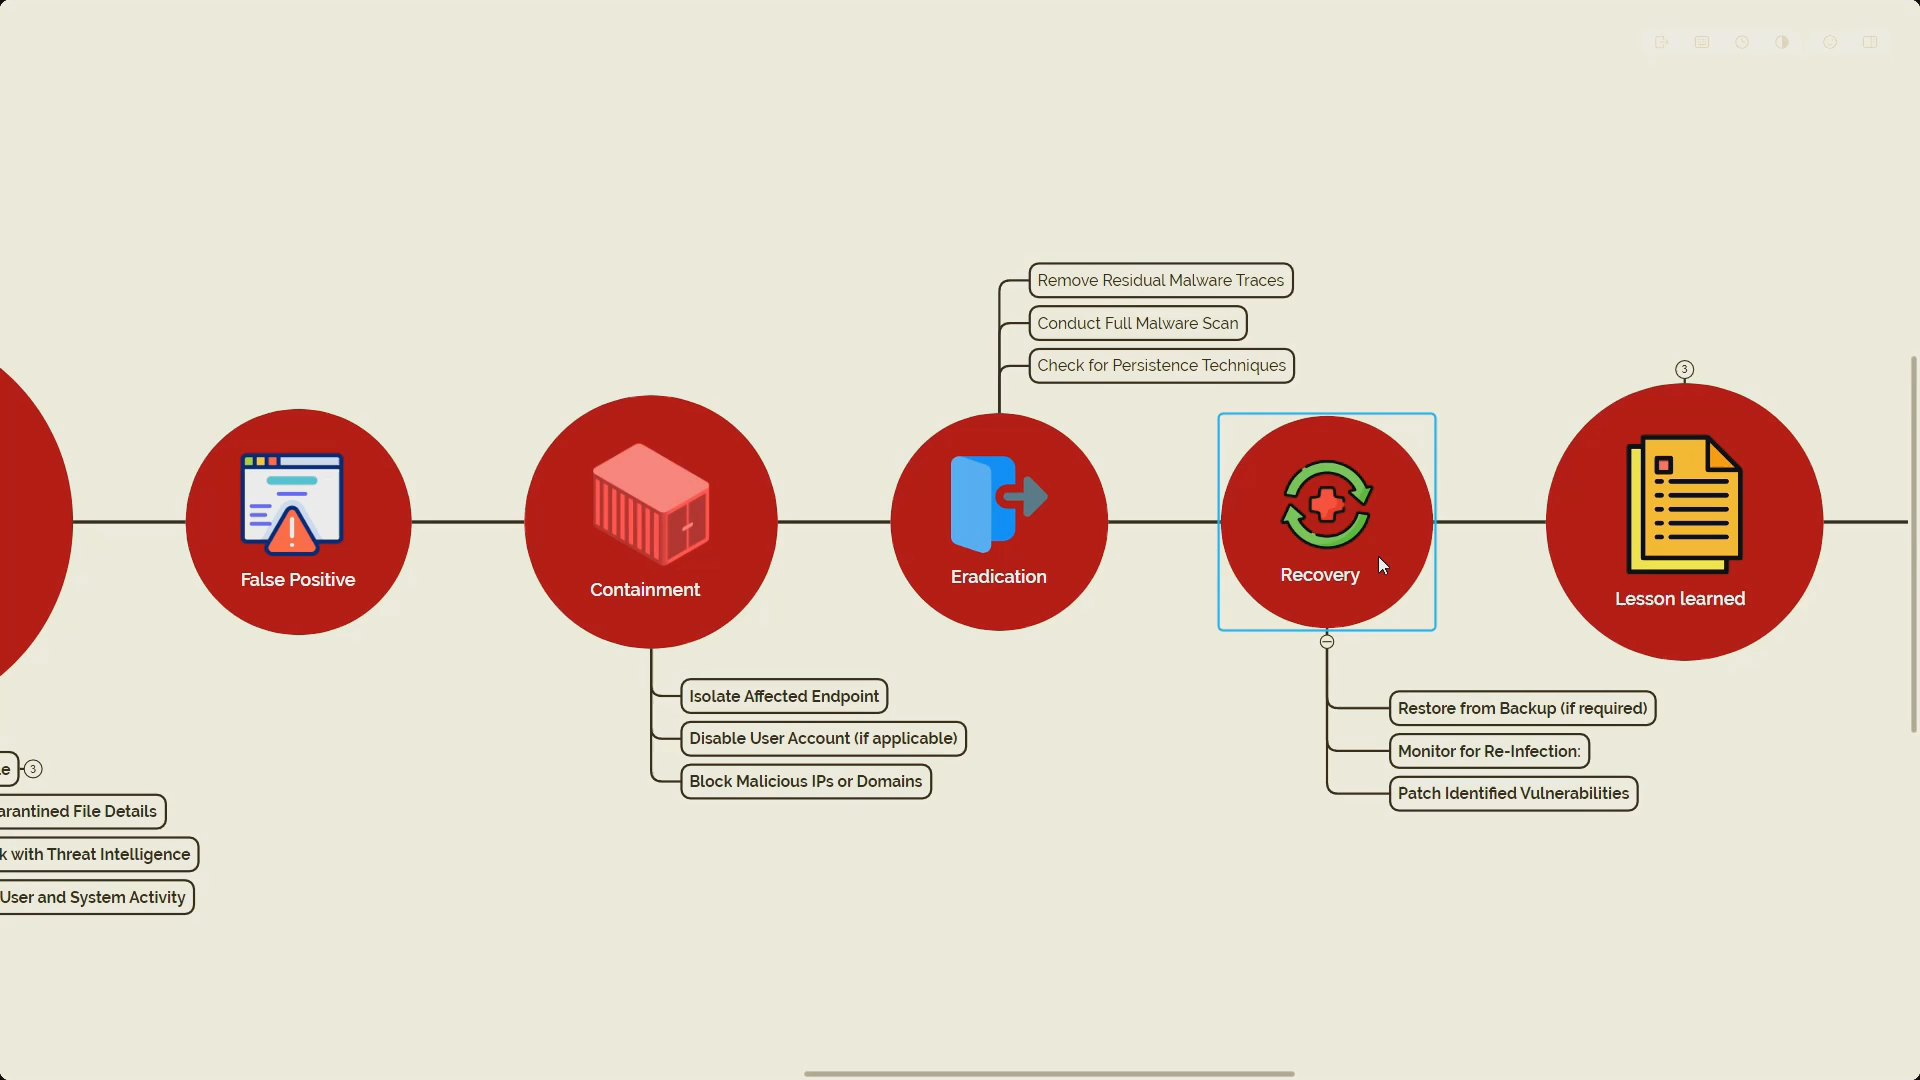 Remove Residual Malware Traces
Conduct Full Malware Scan
Check for Persistence Techniques
3
False Positive
Containment
Eradication
Recovery
Lesson learned
Isolate Affected Endpoint
Disable User Account (if applicable)
Block Malicious IPs or Domains
Restore from Backup (if required)
Monitor for Re-Infection:
Patch Identified Vulnerabilities
e
3
arantined File Details
k with Threat Intelligence
User and System Activity